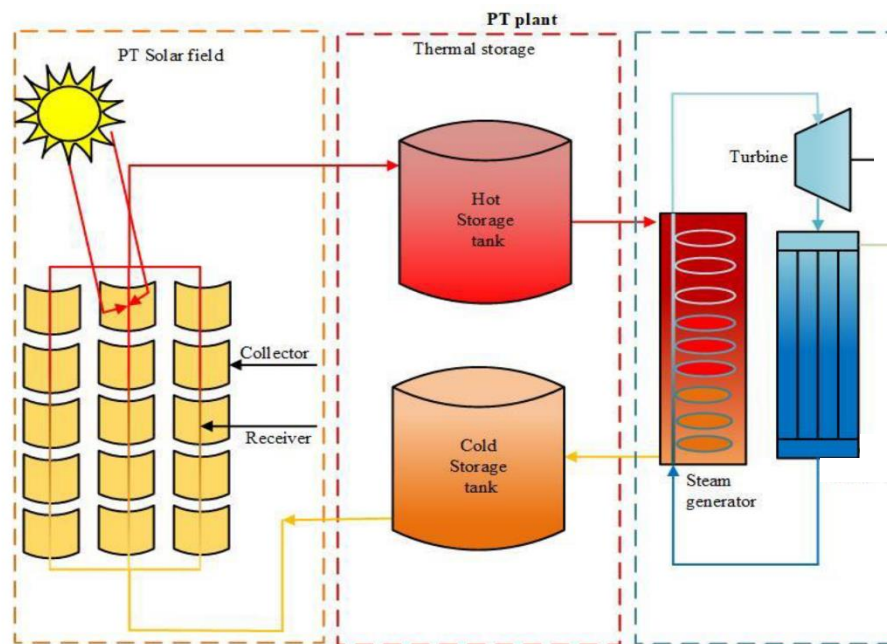 PT plant
PT Solar field
Thermal storage
Turbine
Hot
Storage
tank
Collector
Receiver
Cold
Storage
tank
Steam
generator